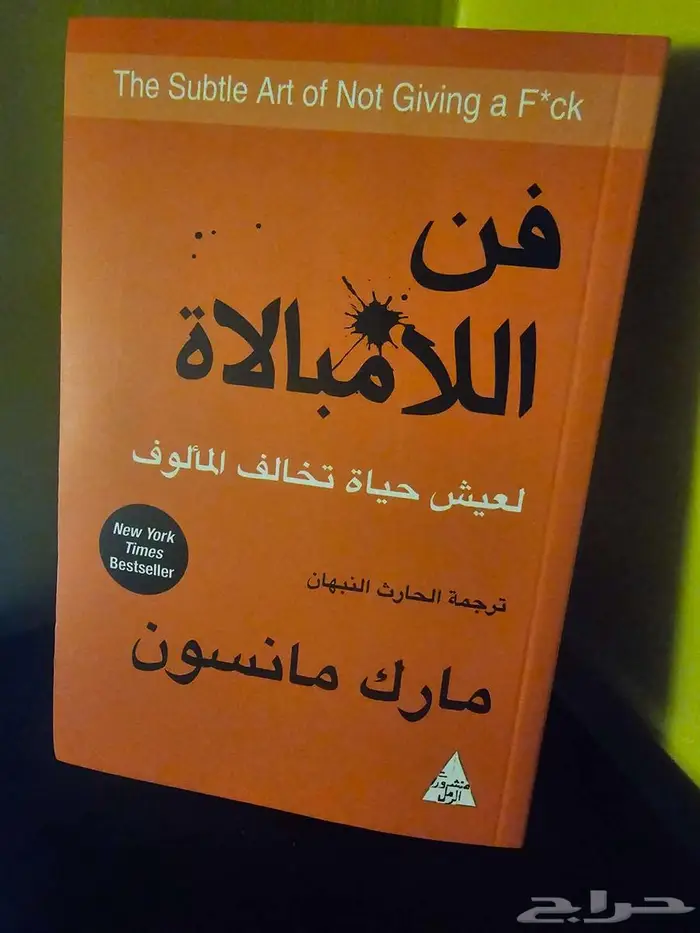 The Subtle Art of Not Giving a F*ck
فن
اللامبالاة
لعيش حياة تخالف المألوف
New York
Times
Bestseller
ترجمة الحارث النبهان
مارك مانسون
منشورات
الرمل
حراج